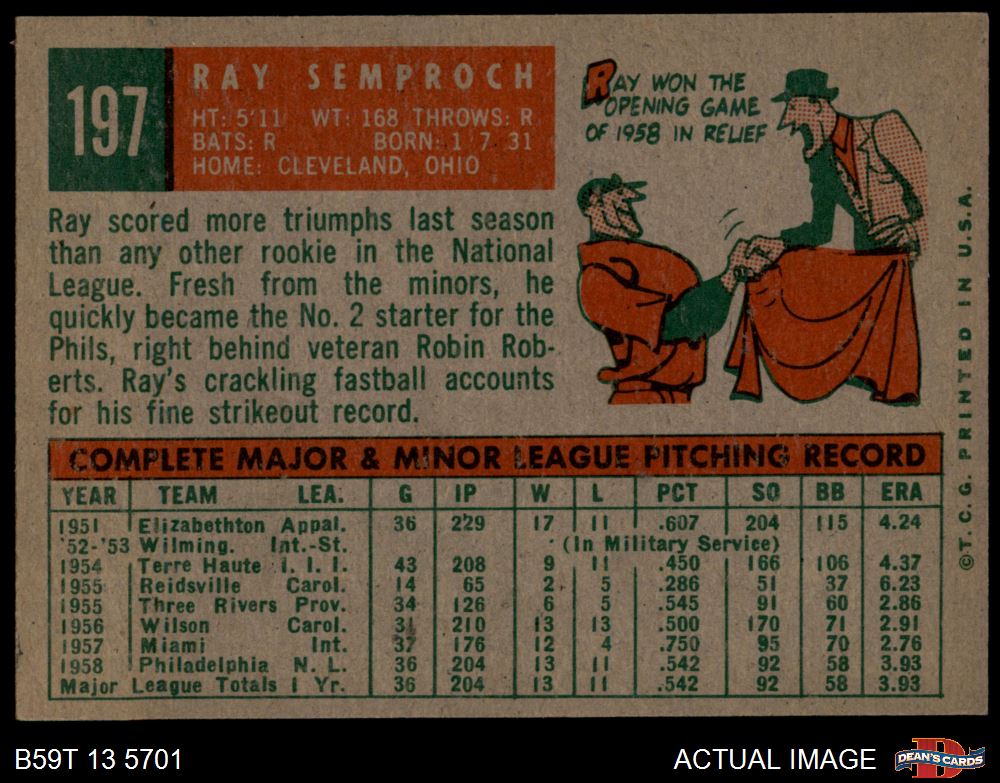 197
RAY SEMPROCH
HT: 5'11 WT: 168 THROWS: R
BATS: R BORN: 1 7 31
HOME: CLEVELAND, OHIO
RAY WON THE
OPENING GAME
OF 1958 IN RELIEF
Ray scored more triumphs last season
than any other rookie in the National
League. Fresh from the minors, he
quickly became the No. 2 starter for the
Phils, right behind veteran Robin Rob-
erts. Ray's crackling fastball accounts
for his fine strikeout record.
COMPLETE MAJOR & MINOR LEAGUE PITCHING RECORD
YEAR TEAM LEA. G IP W L PCT SO BB ERA
1951 Elizabethton Appal. 36 229 17 11 .607 204 115 4.24
'52-'53 Wilming. Int.-St. (In Military Service)
1954 Terre Haute I. I. I. 43 208 9 11 .450 166 106 4.37
1955 Reidsville Carol. 14 65 2 5 .286 51 37 6.23
1955 Three Rivers Prov. 34 126 6 5 .545 91 60 2.86
1956 Wilson Carol. 31 210 13 13 .500 170 71 2.91
1957 Miami Int. 37 176 12 4 .750 95 70 2.76
1958 Philadelphia N. L. 36 204 13 11 .542 92 58 3.93
Major League Totals 1 Yr. 36 204 13 11 .542 92 58 3.93
©T.C.G. PRINTED IN U.S.A.
B59T 13 5701
ACTUAL IMAGE
D
DEAN'S CARDS